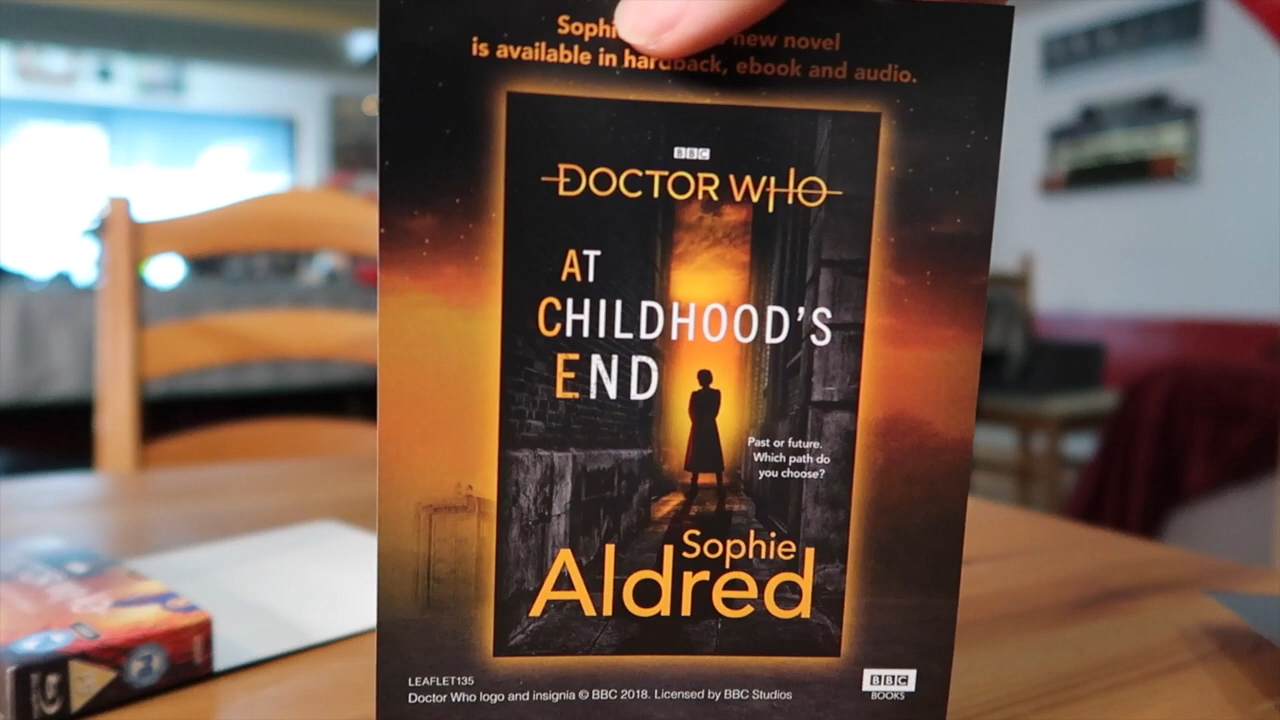 Sophi new novel
is available in hardback, ebook and audio.
BBC
DOCTOR WHO
AT
CHILDHOOD'S
END
Past or future.
Which path do
you choose?
Sophie
Aldred
LEAFLET135
Doctor Who logo and insignia © BBC 2018. Licensed by BBC Studios
BBC
BOOKS